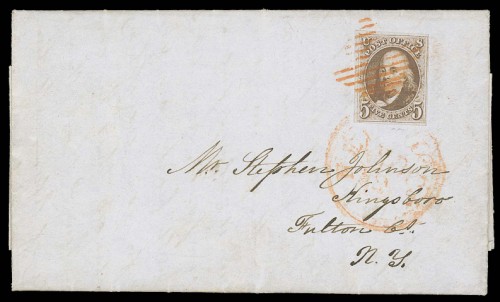 U S
POST OFFICE
5 FIVE CENTS 5
Mr. Stephen Johnson
Kingsboro
Fulton Co.
N. Y.